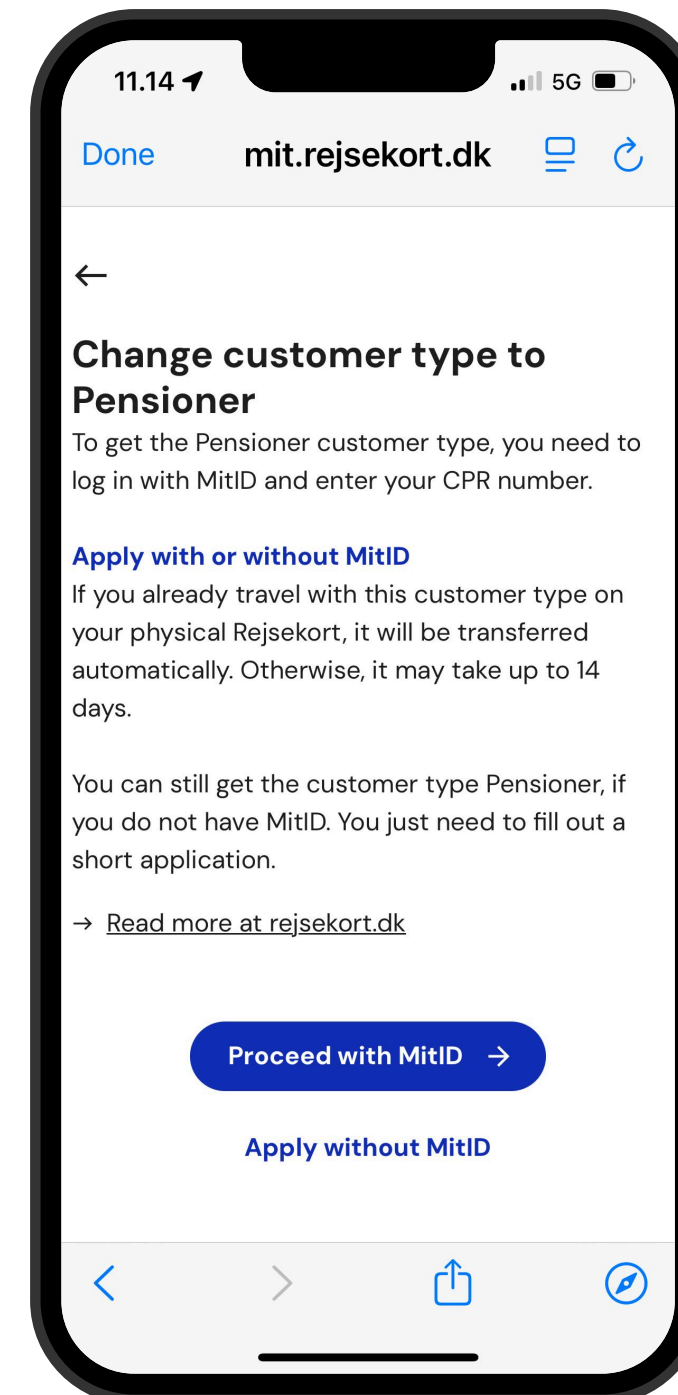 11.14
5G
Done
mit.rejsekort.dk
Change customer type to
Pensioner
To get the Pensioner customer type, you need to
log in with MitID and enter your CPR number.
Apply with or without MitID
If you already travel with this customer type on
your physical Rejsekort, it will be transferred
automatically. Otherwise, it may take up to 14
days.
You can still get the customer type Pensioner, if
you do not have MitID. You just need to fill out a
short application.
→ Read more at rejsekort.dk
Proceed with MitID →
Apply without MitID